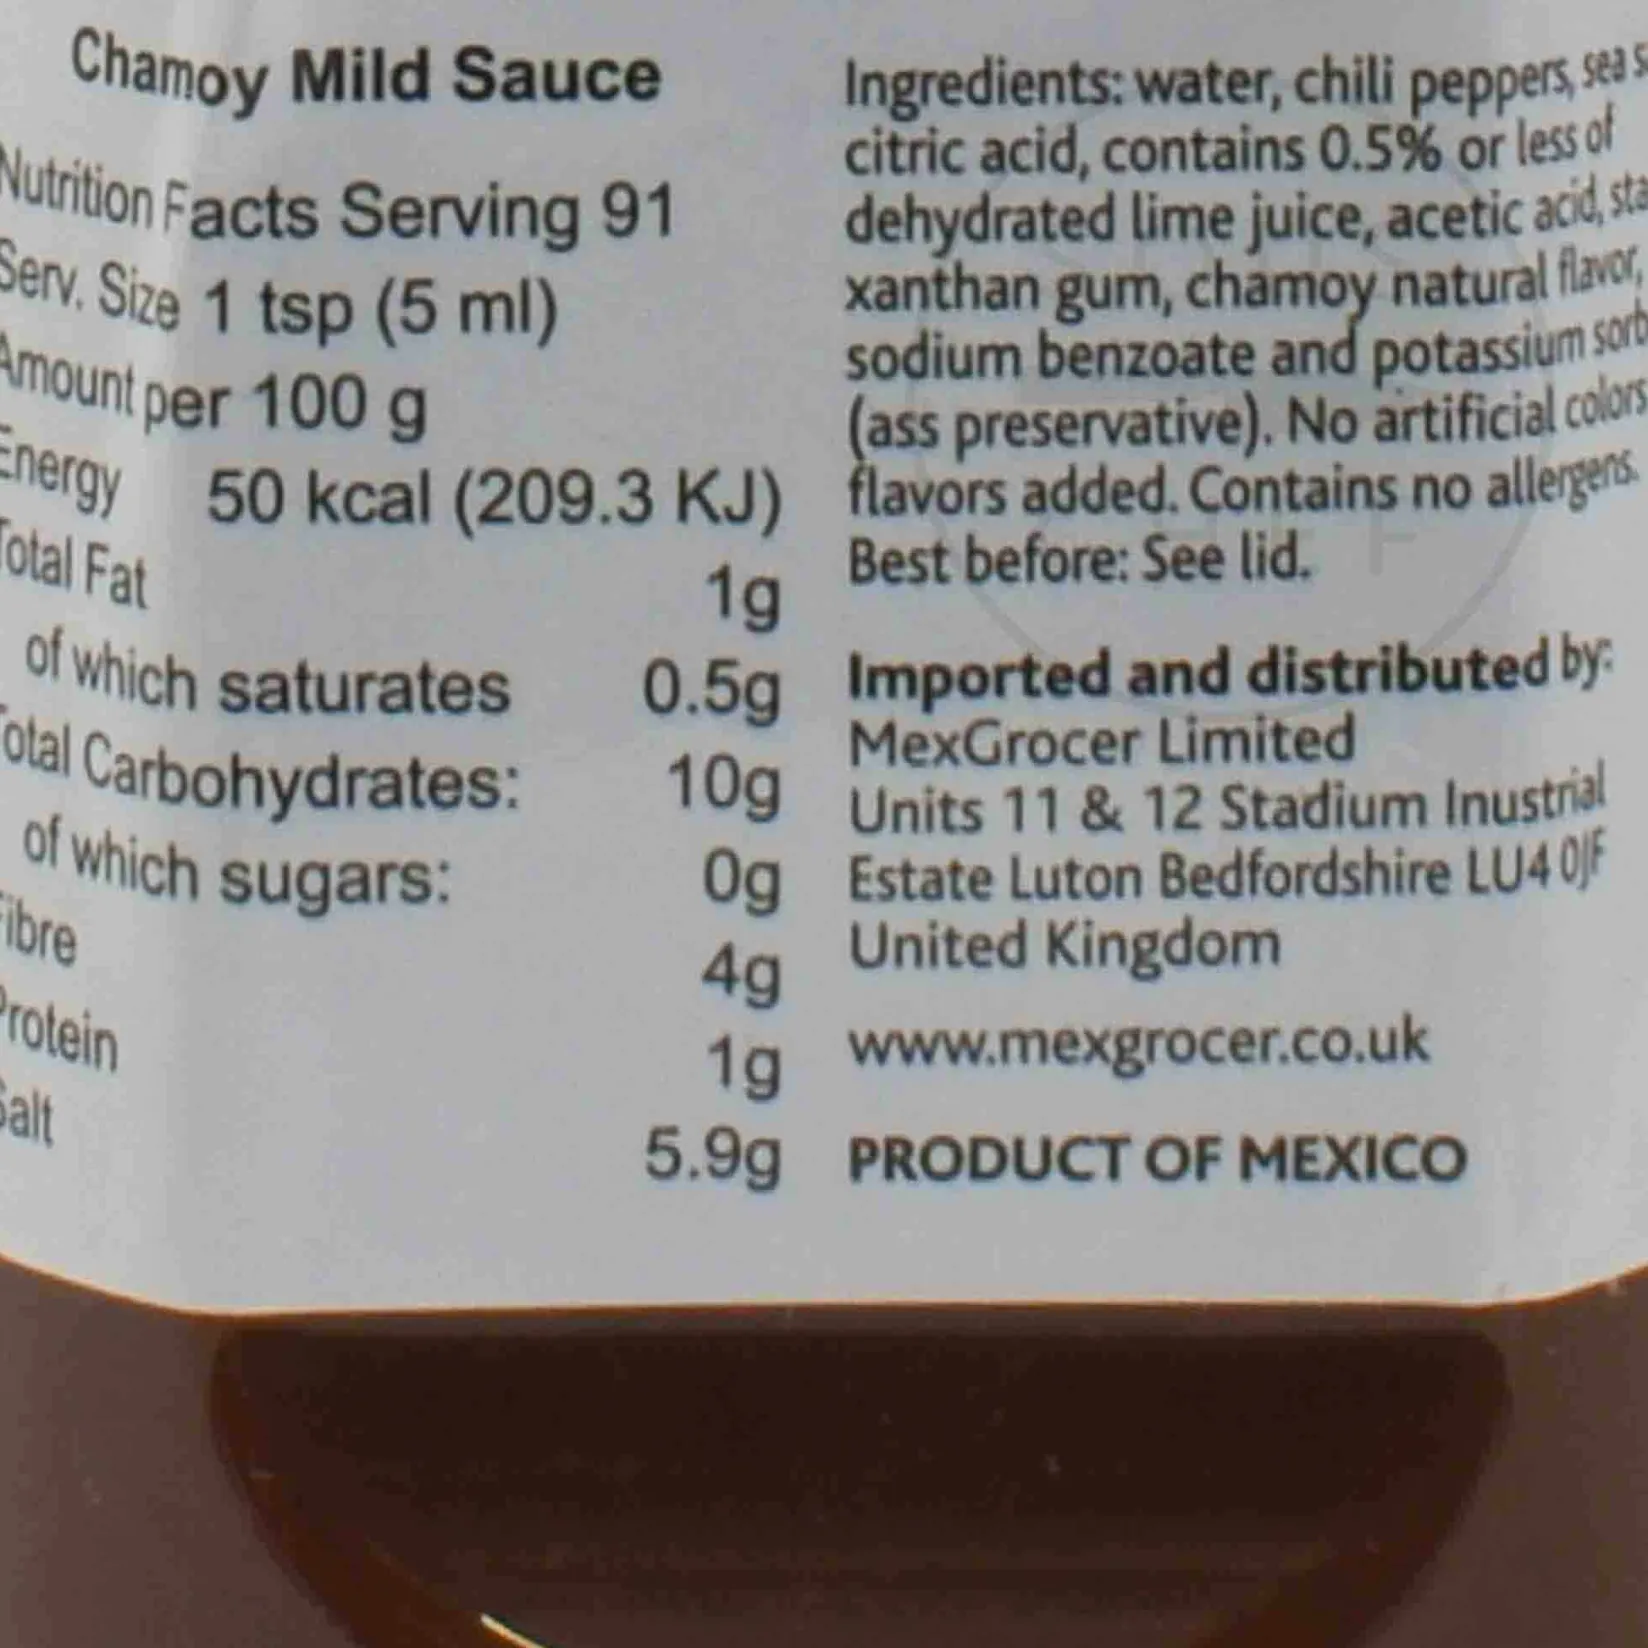 Chamoy Mild Sauce
Nutrition Facts Serving 91
Serv. Size 1 tsp (5 ml)
Amount per 100 g
Energy 50 kcal (209.3 KJ)
Total Fat 1g
of which saturates 0.5g
Total Carbohydrates: 10g
of which sugars: 0g
Fibre 4g
Protein 1g
Salt 5.9g
Ingredients: water, chili peppers, sea
citric acid, contains 0.5% or less of
dehydrated lime juice, acetic acid,
xanthan gum, chamoy natural flavor,
sodium benzoate and potassium
(ass preservative). No artificial colors
flavors added. Contains no allergens.
Best before: See lid.
Imported and distributed by:
MexGrocer Limited
Units 11 & 12 Stadium Inustrial
Estate Luton Bedfordshire LU4 0JF
United Kingdom
www.mexgrocer.co.uk
PRODUCT OF MEXICO